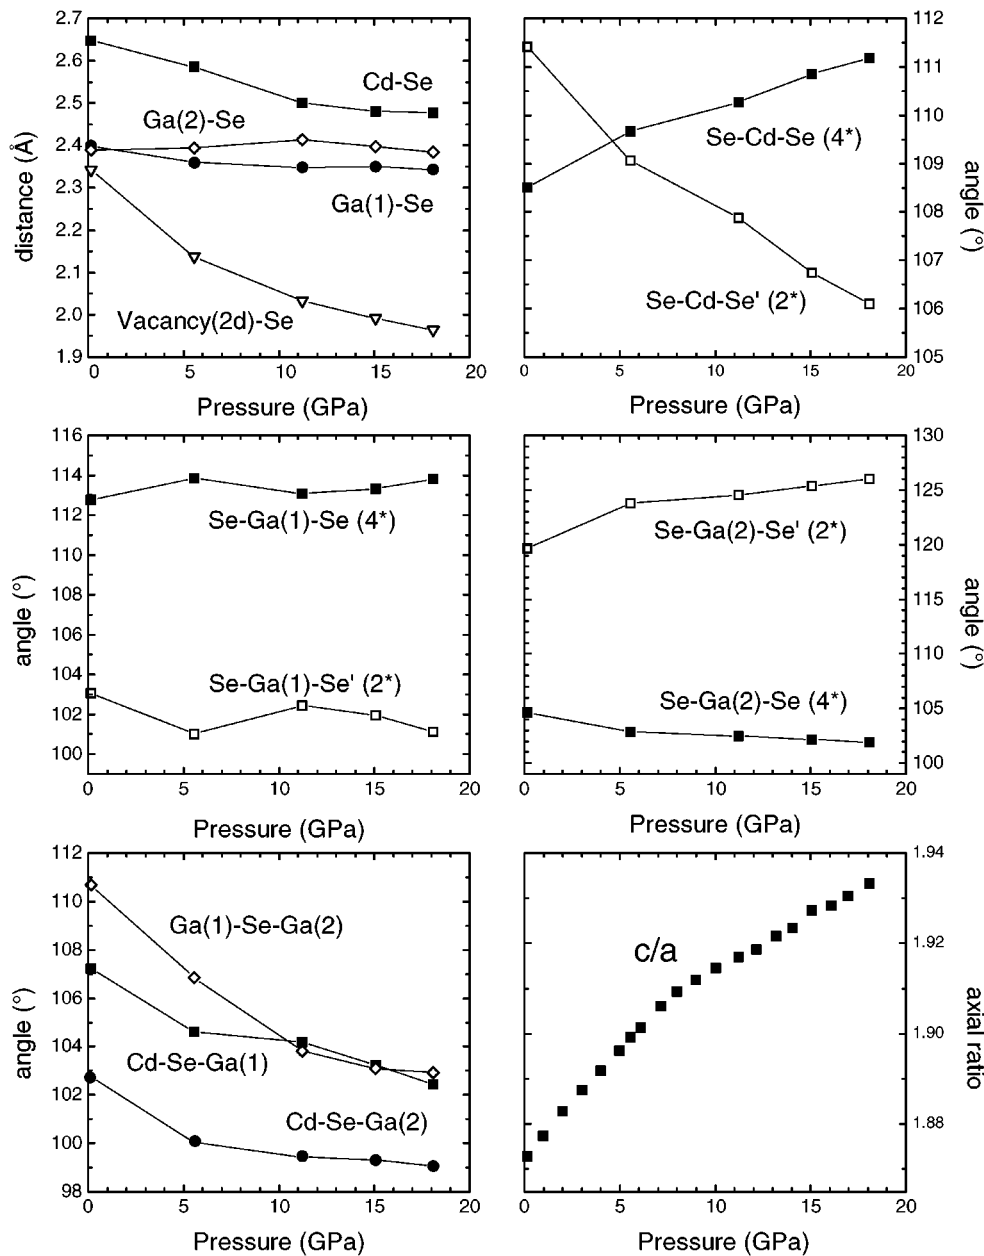 2.7
2.6
2.5
2.4
2.3
2.2
2.1
2.0
1.9
distance (Å)
Cd-Se
Ga(2)-Se
Ga(1)-Se
Vacancy(2d)-Se
0 5 10 15 20
Pressure (GPa)
112
111
110
109
108
107
106
105
angle (°)
Se-Cd-Se (4*)
Se-Cd-Se' (2*)
0 5 10 15 20
Pressure (GPa)
116
114
112
110
108
106
104
102
100
angle (°)
Se-Ga(1)-Se (4*)
Se-Ga(1)-Se' (2*)
0 5 10 15 20
Pressure (GPa)
130
125
120
115
110
105
100
angle (°)
Se-Ga(2)-Se' (2*)
Se-Ga(2)-Se (4*)
0 5 10 15 20
Pressure (GPa)
112
110
108
106
104
102
100
98
angle (°)
Ga(1)-Se-Ga(2)
Cd-Se-Ga(1)
Cd-Se-Ga(2)
0 5 10 15 20
Pressure (GPa)
1.94
1.92
1.90
1.88
axial ratio
c/a
0 5 10 15 20
Pressure (GPa)